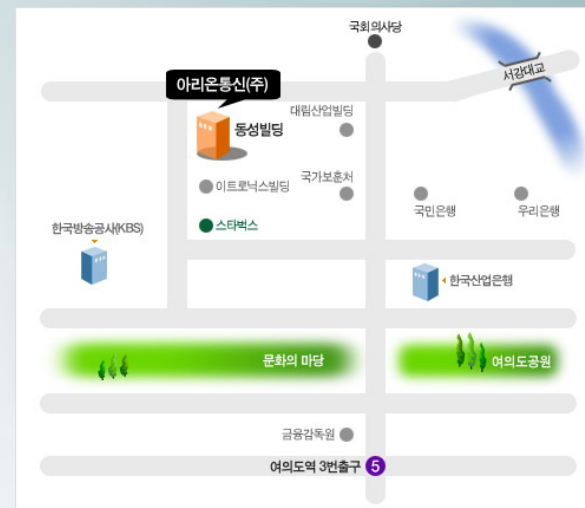 국회의사당
서강대교
아리온통신(주)
대림산업빌딩
동성빌딩
국가보훈처
이트로닉스빌딩
국민은행
우리은행
스타벅스
한국방송공사(KBS)
한국산업은행
문화의 마당
여의도공원
금융감독원
여의도역 3번출구 5